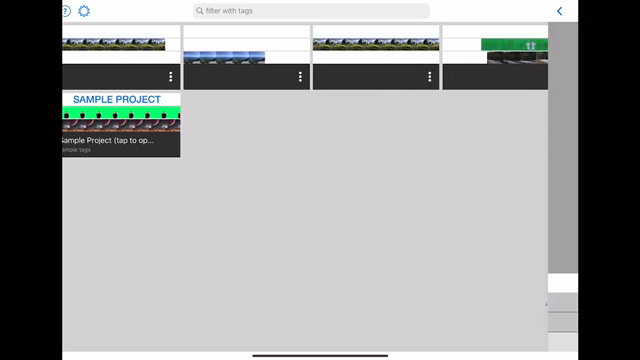 filter with tags
SAMPLE PROJECT
Sample Project (tap to op...
sample tags